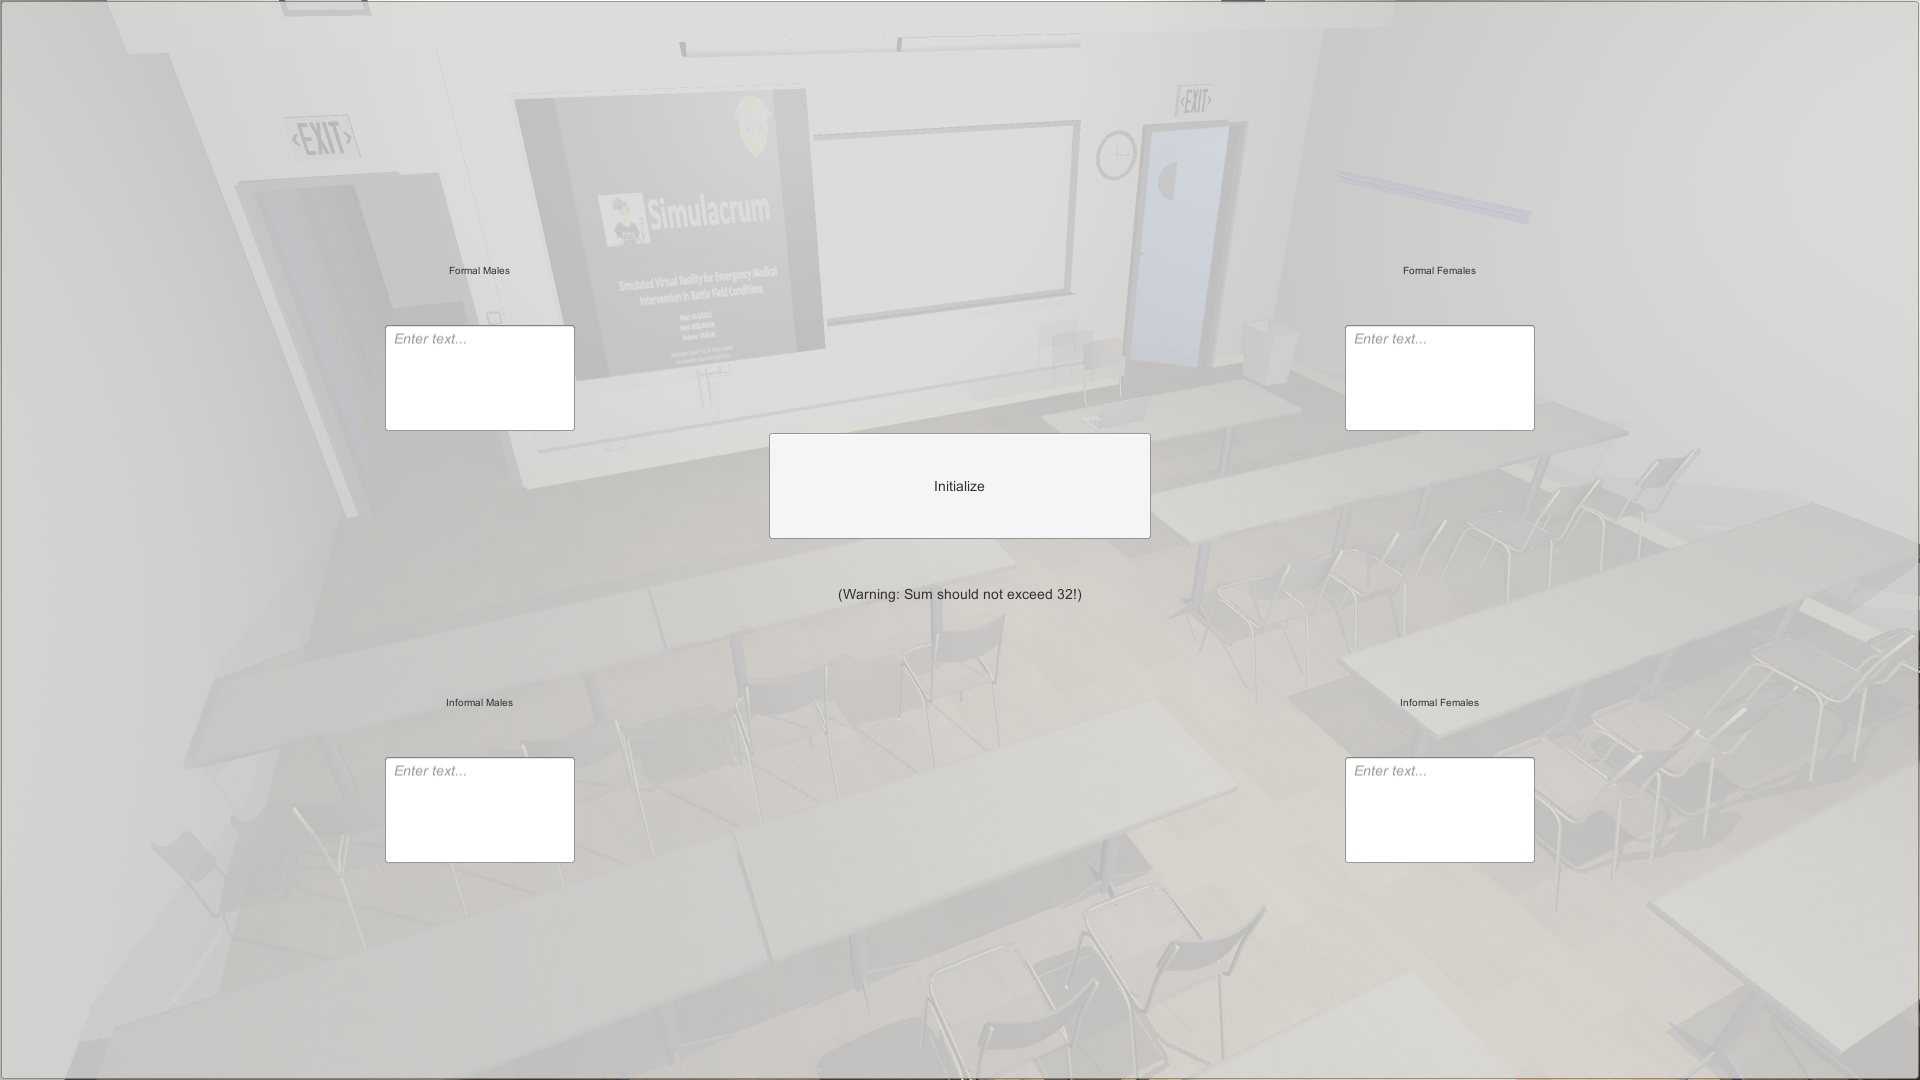 <EXIT>
<EXIT>
Simulacrum
Simulated Virtual Reality for Emergency Medical
Intervention in Battle Field Conditions
Formal Males
Formal Females
Enter text...
Enter text...
Initialize
(Warning: Sum should not exceed 32!)
Informal Males
Informal Females
Enter text...
Enter text...